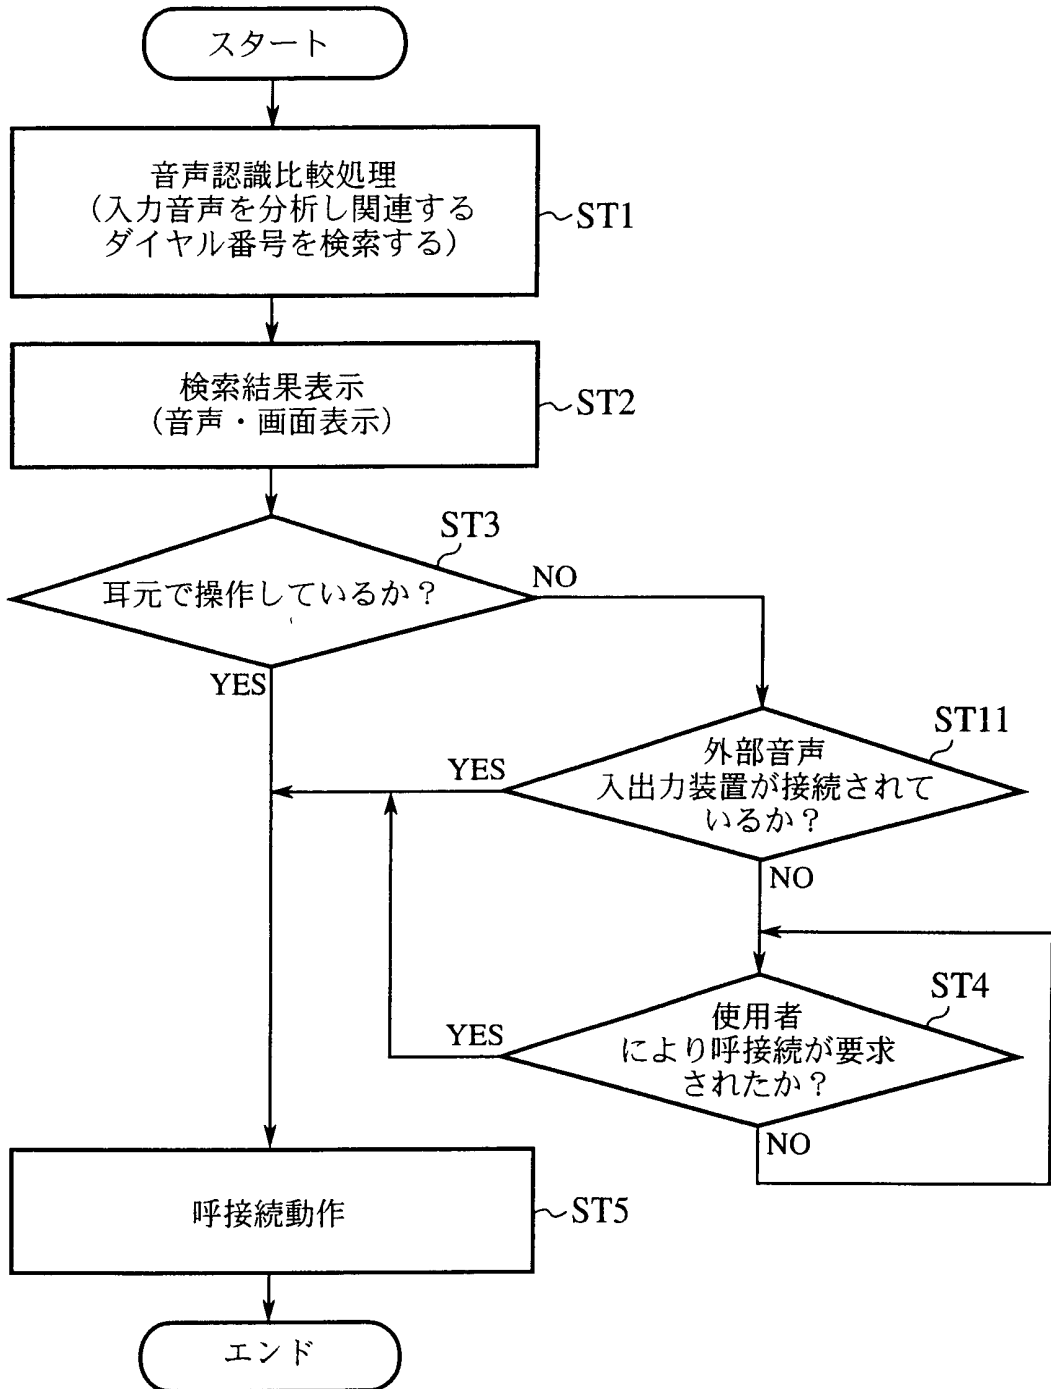 スタート
音声認識比較処理
（入力音声を分析し関連する
ダイヤル番号を検索する）
ST1
検索結果表示
（音声・画面表示）
ST2
ST3
耳元で操作しているか？
NO
YES
ST11
外部音声
入出力装置が接続されて
いるか？
YES
NO
ST4
使用者
により呼接続が要求
されたか？
YES
NO
呼接続動作
ST5
エンド